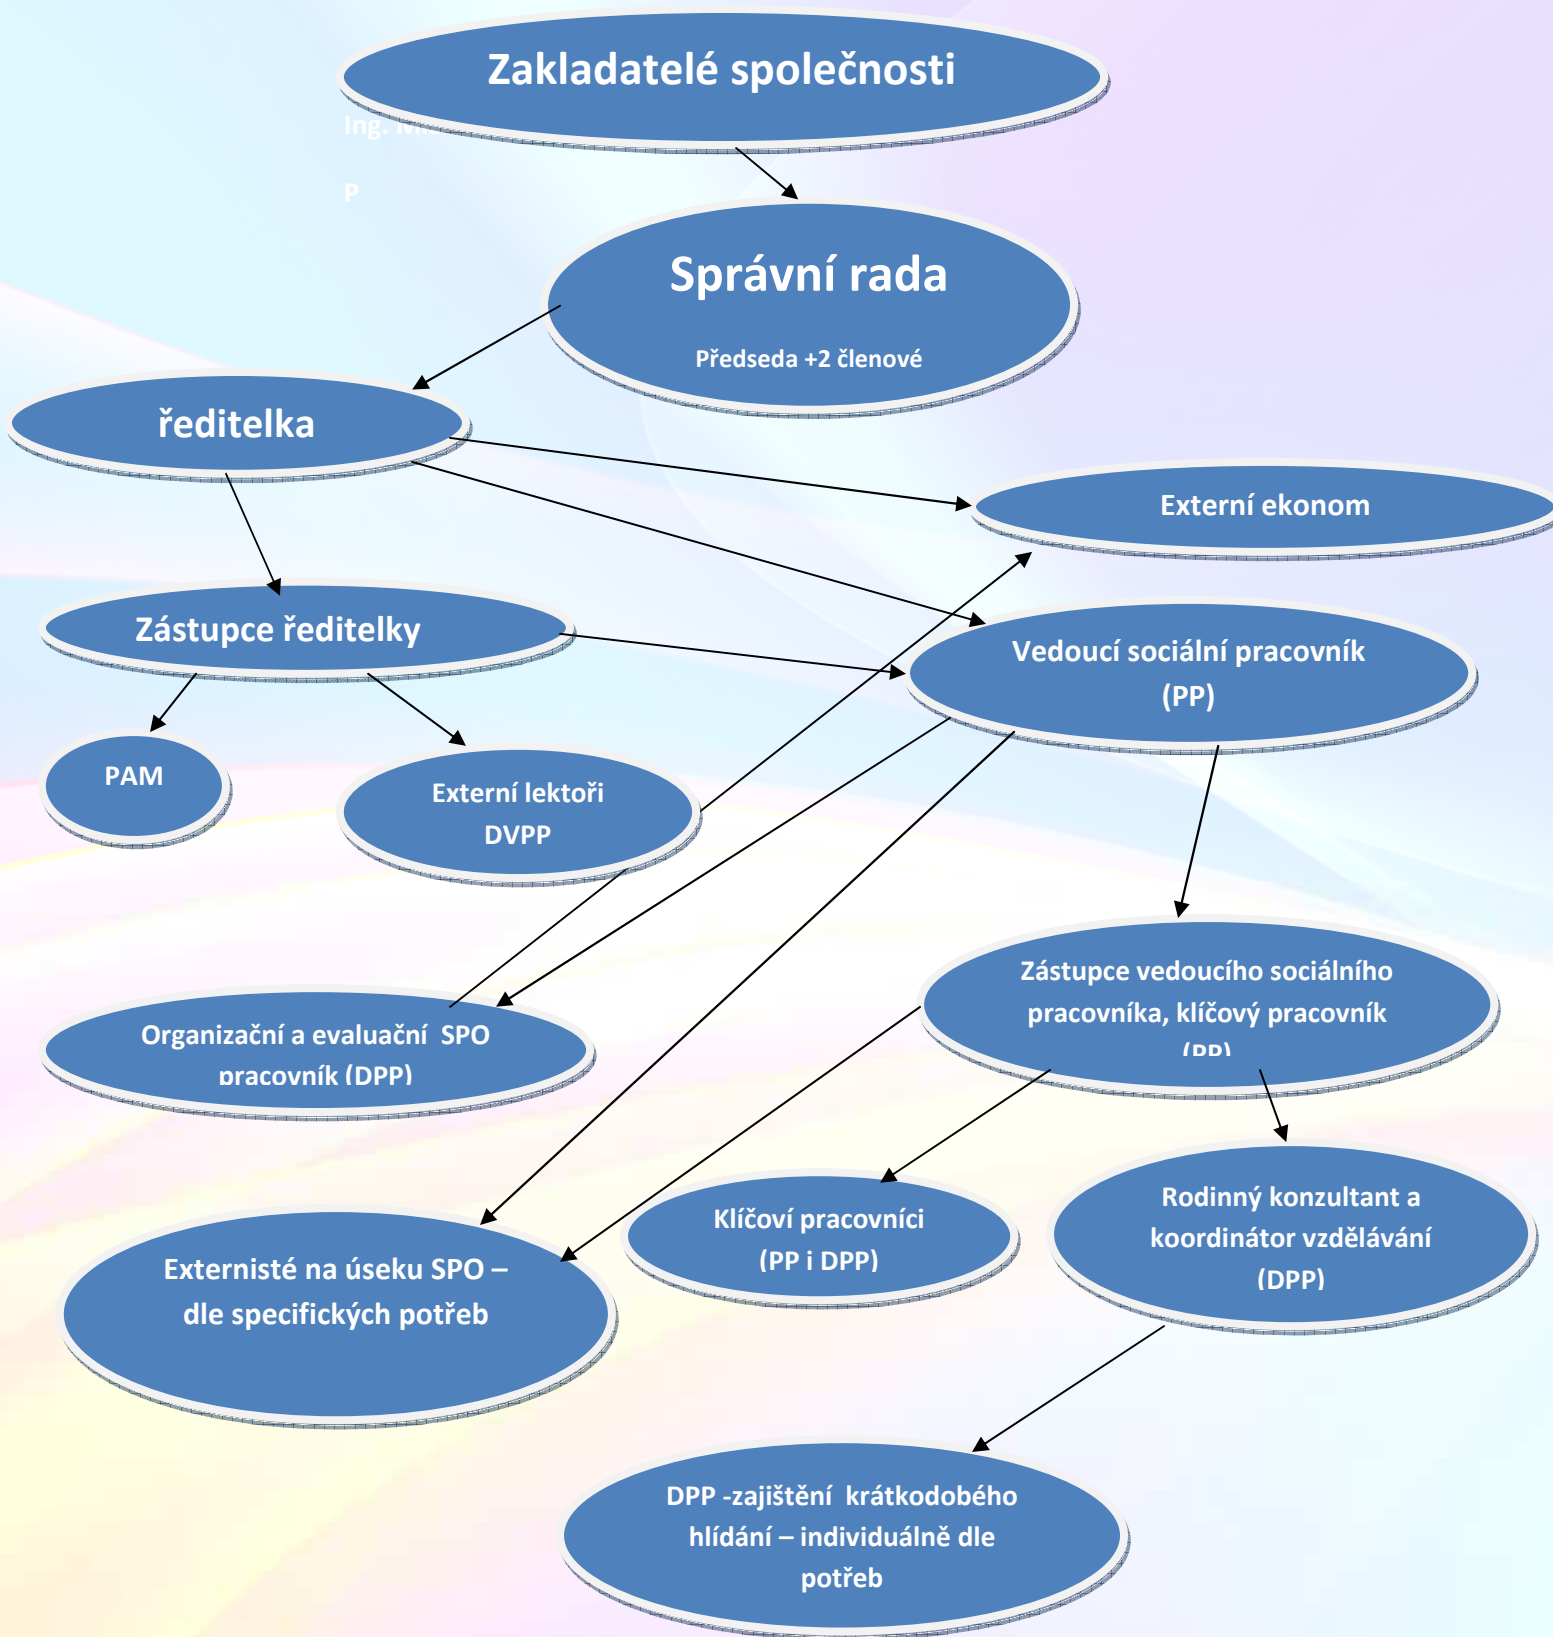 Zakladatelé společnosti
Ing.
P
Správní rada
Předseda +2 členové
ředitelka
Externí ekonom
Zástupce ředitelky
Vedoucí sociální pracovník
(PP)
PAM
Externí lektoři
DVPP
Zástupce vedoucího sociálního
pracovníka, klíčový pracovník
(PP)
Organizační a evaluační  SPO
pracovník (DPP)
Klíčoví pracovníci
(PP i DPP)
Rodinný konzultant a
koordinátor vzdělávání
(DPP)
Externisté na úseku SPO –
dle specifických potřeb
DPP -zajištění  krátkodobého
hlídání – individuálně dle
potřeb